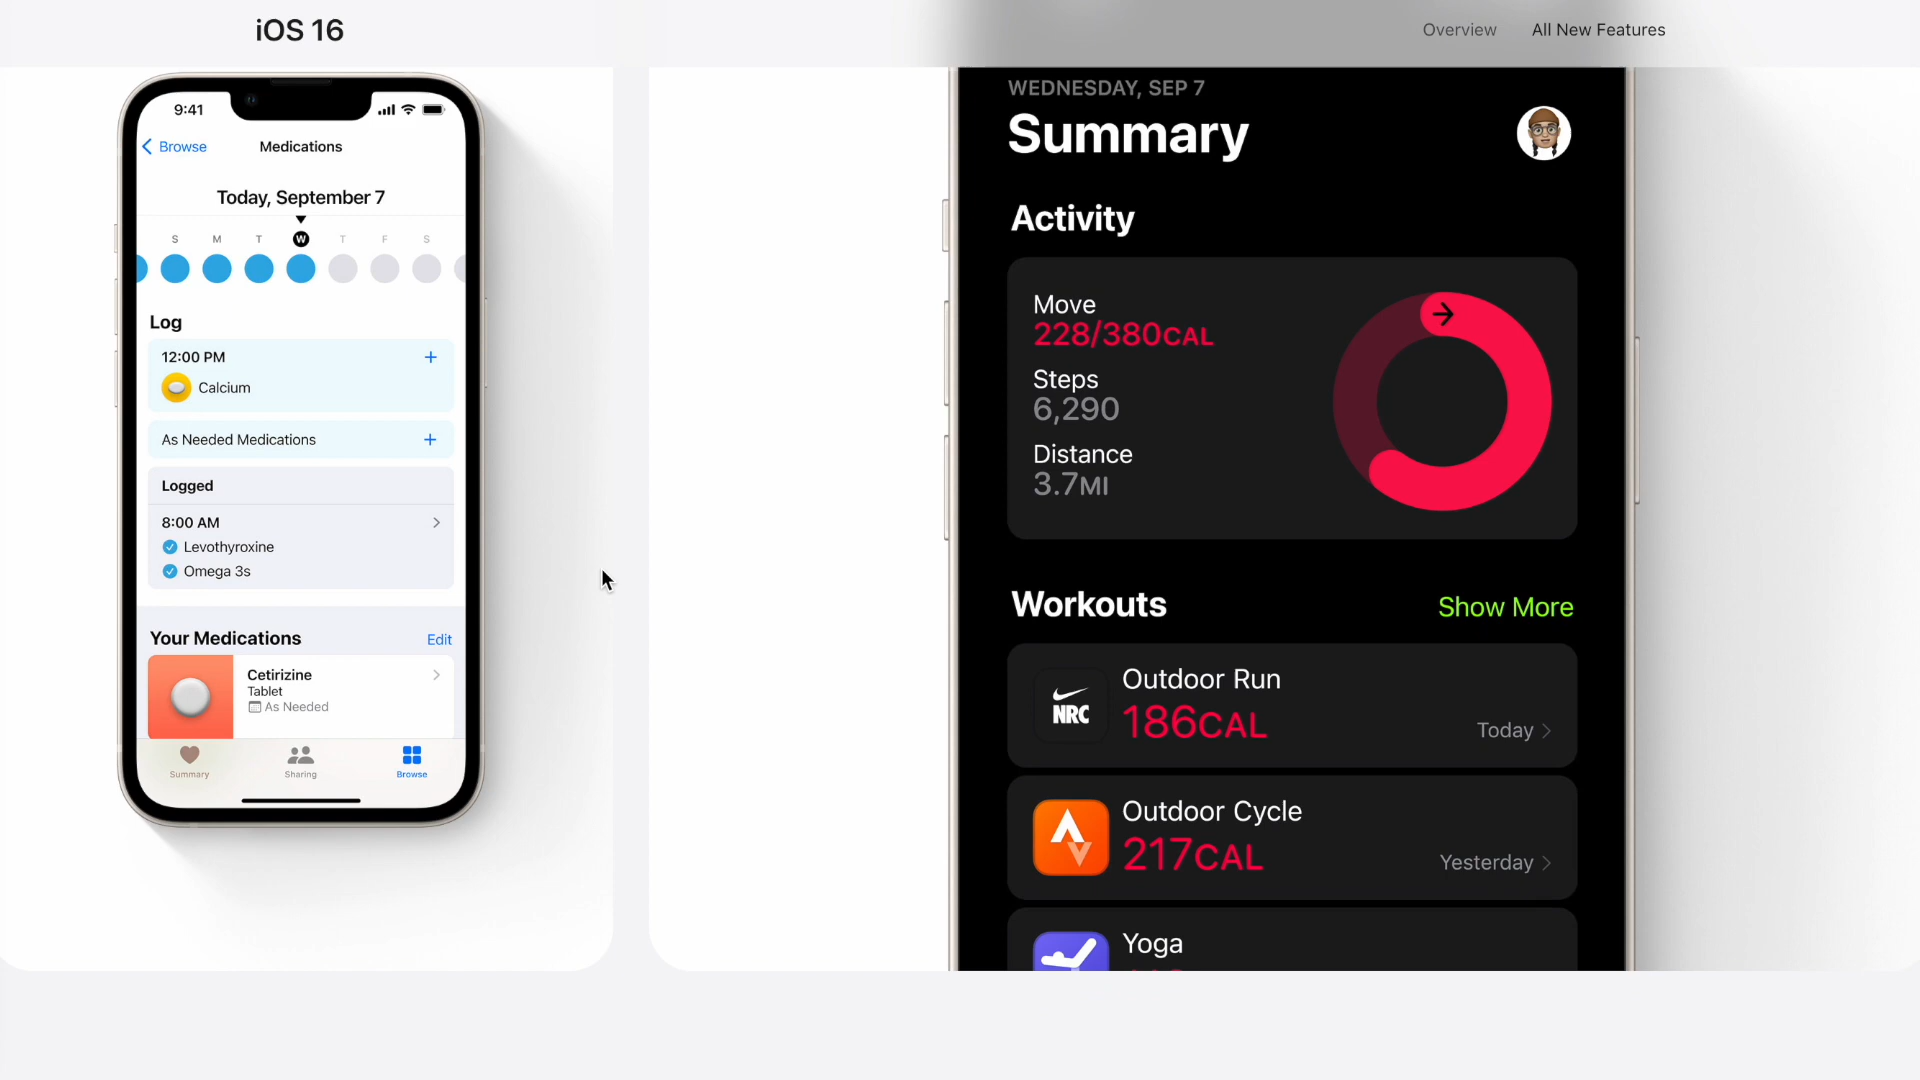 iOS 16
Overview
All New Features
9:41
Browse
Medications
Today, September 7
S M T W T F S
Log
12:00 PM
Calcium
As Needed Medications
Logged
8:00 AM
Levothyroxine
Omega 3s
Your Medications
Edit
Cetirizine
Tablet
As Needed
Summary
Sharing
Browse
WEDNESDAY, SEP 7
Summary
Activity
Move
228/380CAL
Steps
6,290
Distance
3.7MI
Workouts
Show More
NRC
Outdoor Run
186CAL
Today
Outdoor Cycle
217CAL
Yesterday
Yoga